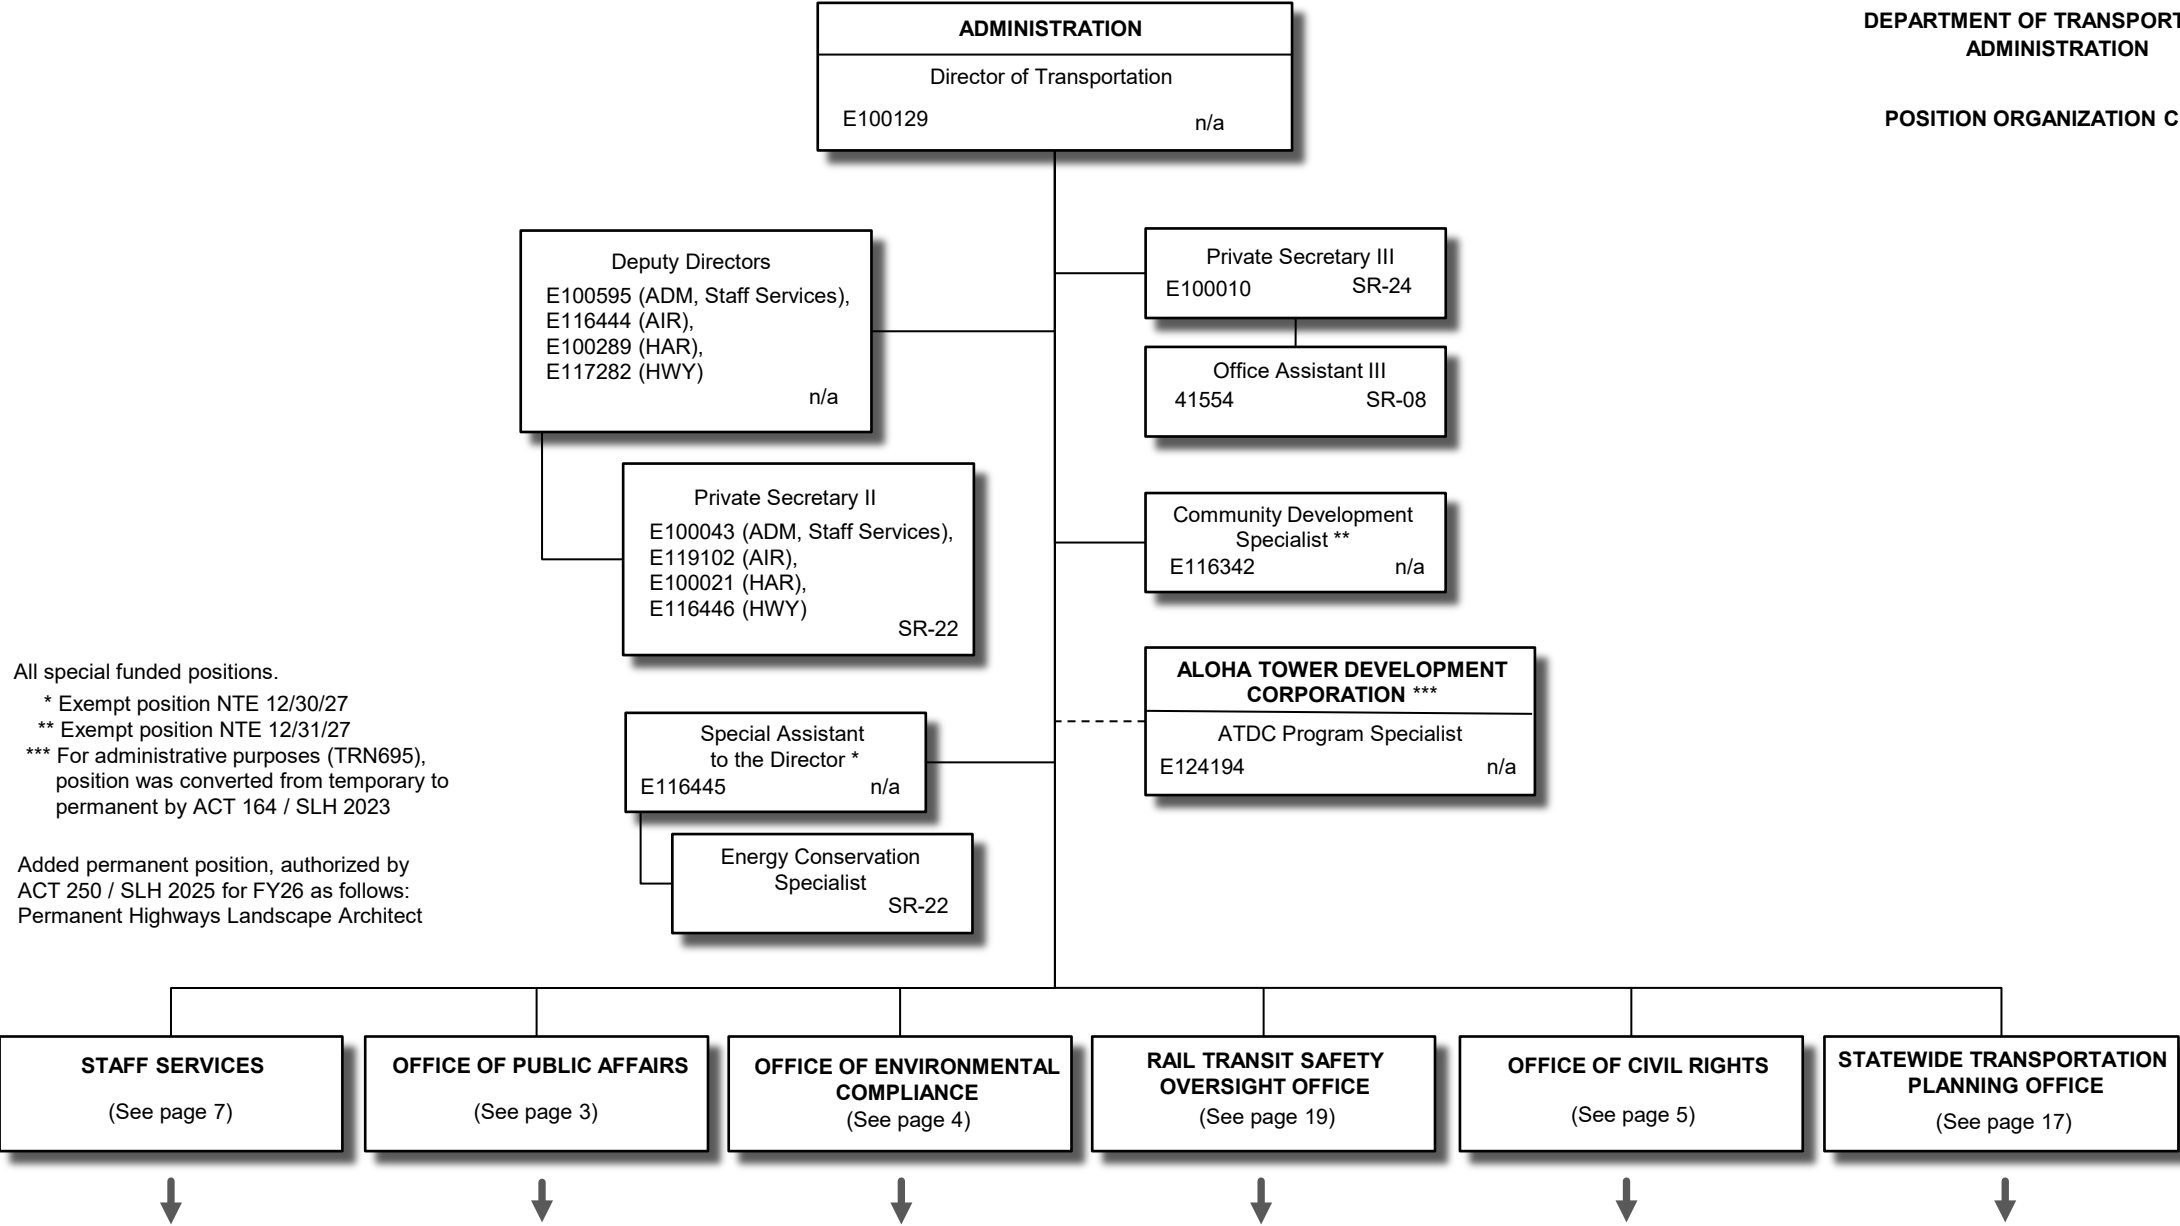 ADMINISTRATION
Director of Transportation
E100129 n/a
DEPARTMENT OF TRANSPORT
ADMINISTRATION
POSITION ORGANIZATION C
Deputy Directors
E100595 (ADM, Staff Services),
E116444 (AIR),
E100289 (HAR),
E117282 (HWY)
n/a
Private Secretary III
E100010 SR-24
Office Assistant III
41554 SR-08
Private Secretary II
E100043 (ADM, Staff Services),
E119102 (AIR),
E100021 (HAR),
E116446 (HWY)
SR-22
Community Development
Specialist **
E116342 n/a
All special funded positions.
* Exempt position NTE 12/30/27
** Exempt position NTE 12/31/27
*** For administrative purposes (TRN695),
position was converted from temporary to
permanent by ACT 164 / SLH 2023
Added permanent position, authorized by
ACT 250 / SLH 2025 for FY26 as follows:
Permanent Highways Landscape Architect
Special Assistant
to the Director *
E116445 n/a
Energy Conservation
Specialist
SR-22
ALOHA TOWER DEVELOPMENT
CORPORATION ***
ATDC Program Specialist
E124194 n/a
STAFF SERVICES
(See page 7)
OFFICE OF PUBLIC AFFAIRS
(See page 3)
OFFICE OF ENVIRONMENTAL
COMPLIANCE
(See page 4)
RAIL TRANSIT SAFETY
OVERSIGHT OFFICE
(See page 19)
OFFICE OF CIVIL RIGHTS
(See page 5)
STATEWIDE TRANSPORTATION
PLANNING OFFICE
(See page 17)